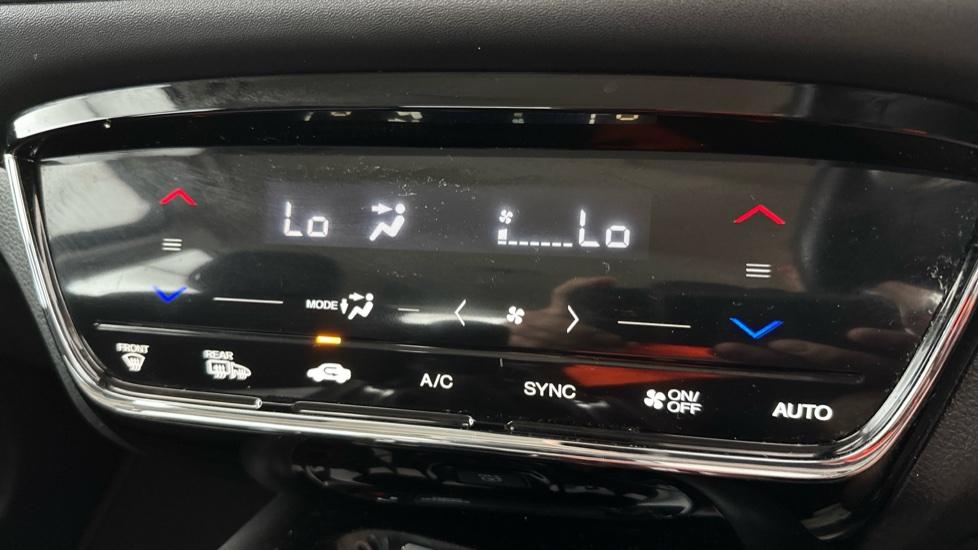 Lo Lo
MODE
FRONT
REAR
A/C
SYNC
ON/
OFF
AUTO